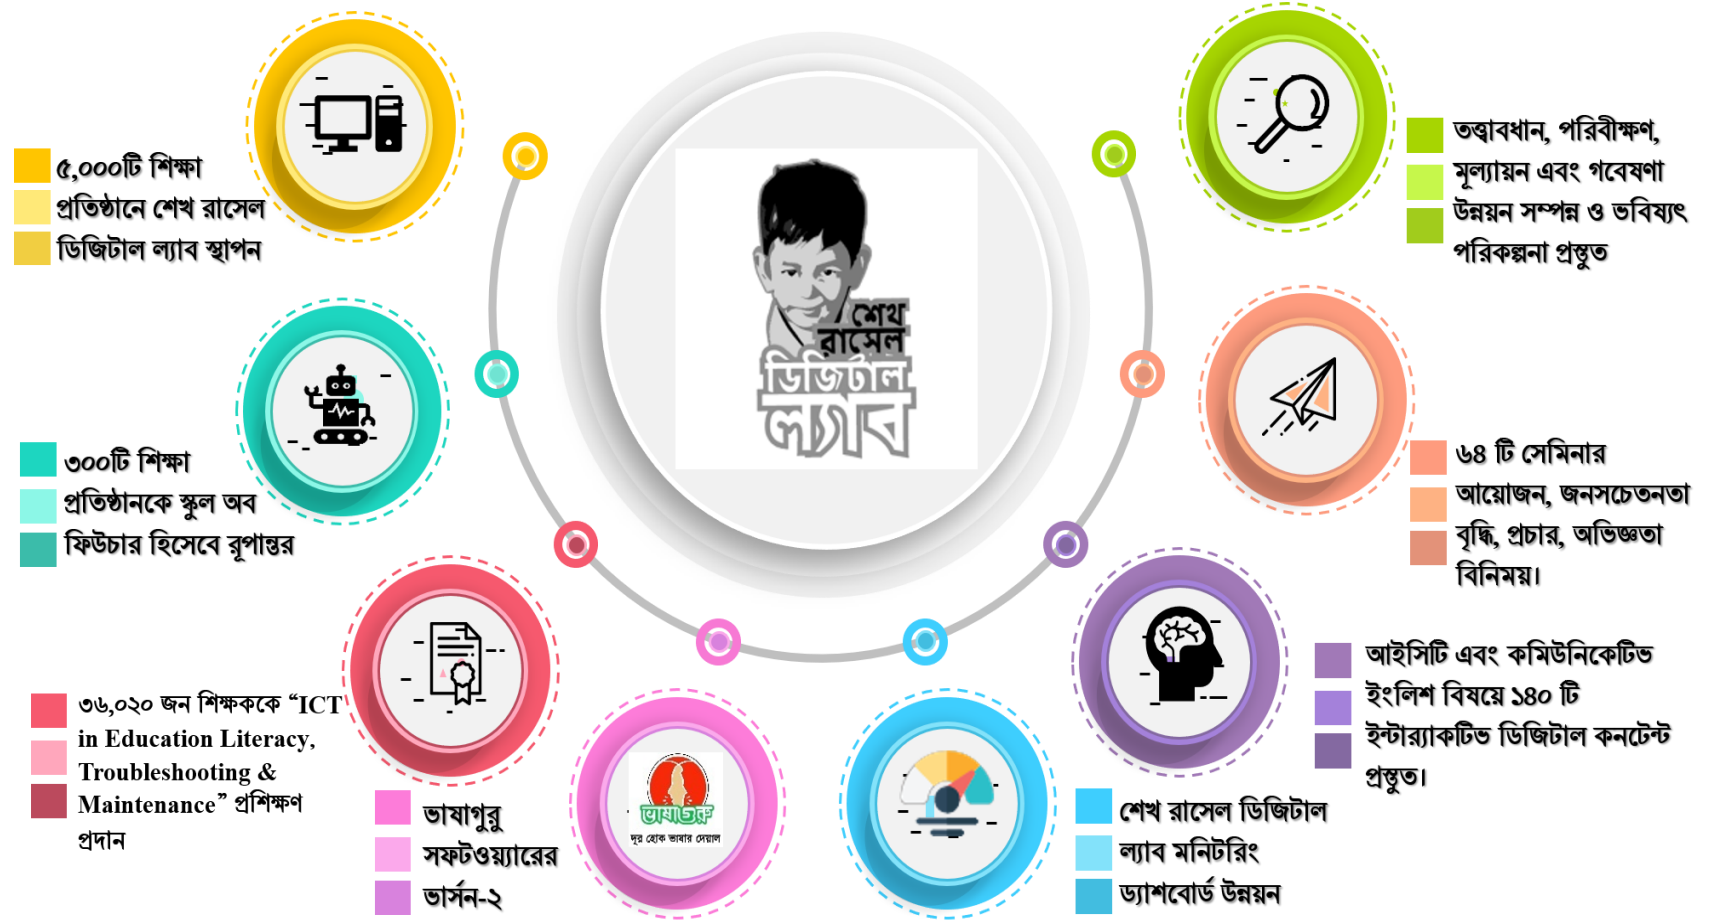 ৫,০০০টি শিক্ষা
প্রতিষ্ঠানে শেখ রাসেল
ডিজিটাল ল্যাব স্থাপন
৩০০টি শিক্ষা
প্রতিষ্ঠানকে স্কুল অব
ফিউচার হিসেবে রূপান্তর
৩৬,০২০ জন শিক্ষককে “ICT
in Education Literacy,
Troubleshooting &
Maintenance” প্রশিক্ষণ
প্রদান
ভাষাগুরু
সফটওয়্যারের
ভার্সন-২
ভাষাগুরু
দূর হোক ভাষার দেয়াল
শেখ
রাসেল
ডিজিটাল
ল্যাব
শেখ রাসেল ডিজিটাল
ল্যাব মনিটরিং
ড্যাশবোর্ড উন্নয়ন
আইসিটি এবং কমিউনিকেটিভ
ইংলিশ বিষয়ে ১৪০ টি
ইন্টার‍্যাকটিভ ডিজিটাল কনটেন্ট
প্রস্তুত।
৬৪ টি সেমিনার
আয়োজন, জনসচেতনতা
বৃদ্ধি, প্রচার, অভিজ্ঞতা
বিনিময়।
তত্ত্বাবধান, পরিবীক্ষণ,
মূল্যায়ন এবং গবেষণা
উন্নয়ন সম্পন্ন ও ভবিষ্যৎ
পরিকল্পনা প্রস্তুত